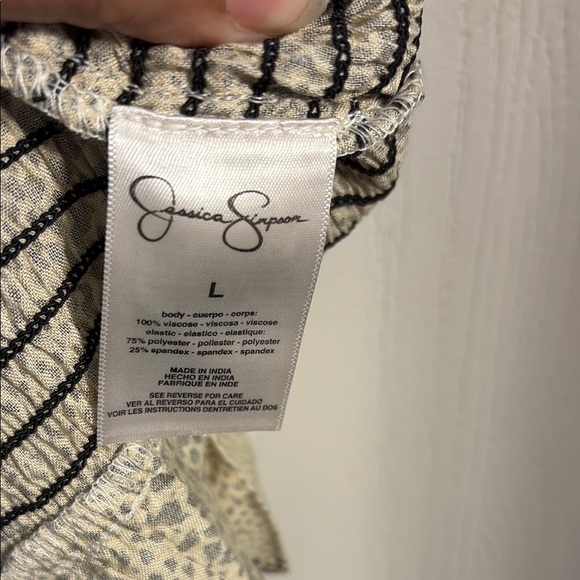 Jessica Simpson
L
body - cuerpo - corps:
100% viscose - viscosa - viscose
elastic - elastico - elastique:
75% polyester - poliester - polyester
25% spandex - spandex - spandex
MADE IN INDIA
HECHO EN INDIA
FABRIQUE EN INDE
SEE REVERSE FOR CARE
VER AL REVERSO PARA EL CUIDADO
VOIR LES INSTRUCTIONS DENTRETIEN AU DOS